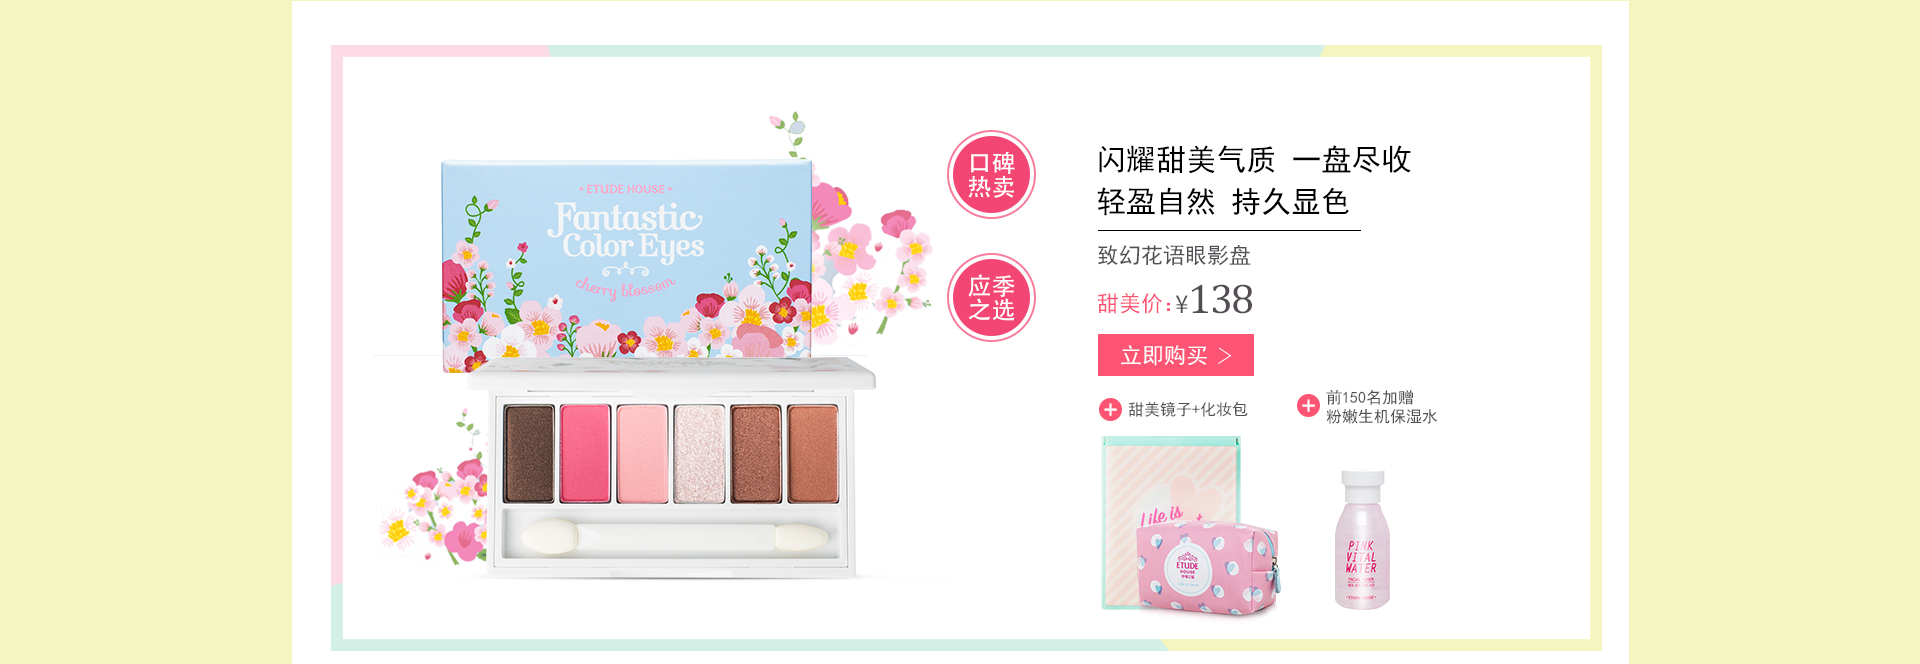 ETUDE HOUSE
Fantastic
Color Eyes
cherry blossom
口碑
热卖
应季
之选
闪耀甜美气质 一盘尽收
轻盈自然 持久显色
致幻花语眼影盘
甜美价：¥138
立即购买 >
甜美镜子+化妆包
前150名加赠
粉嫩生机保湿水
Life is
ETUDE
HOUSE
PINK
VITAL
WATER